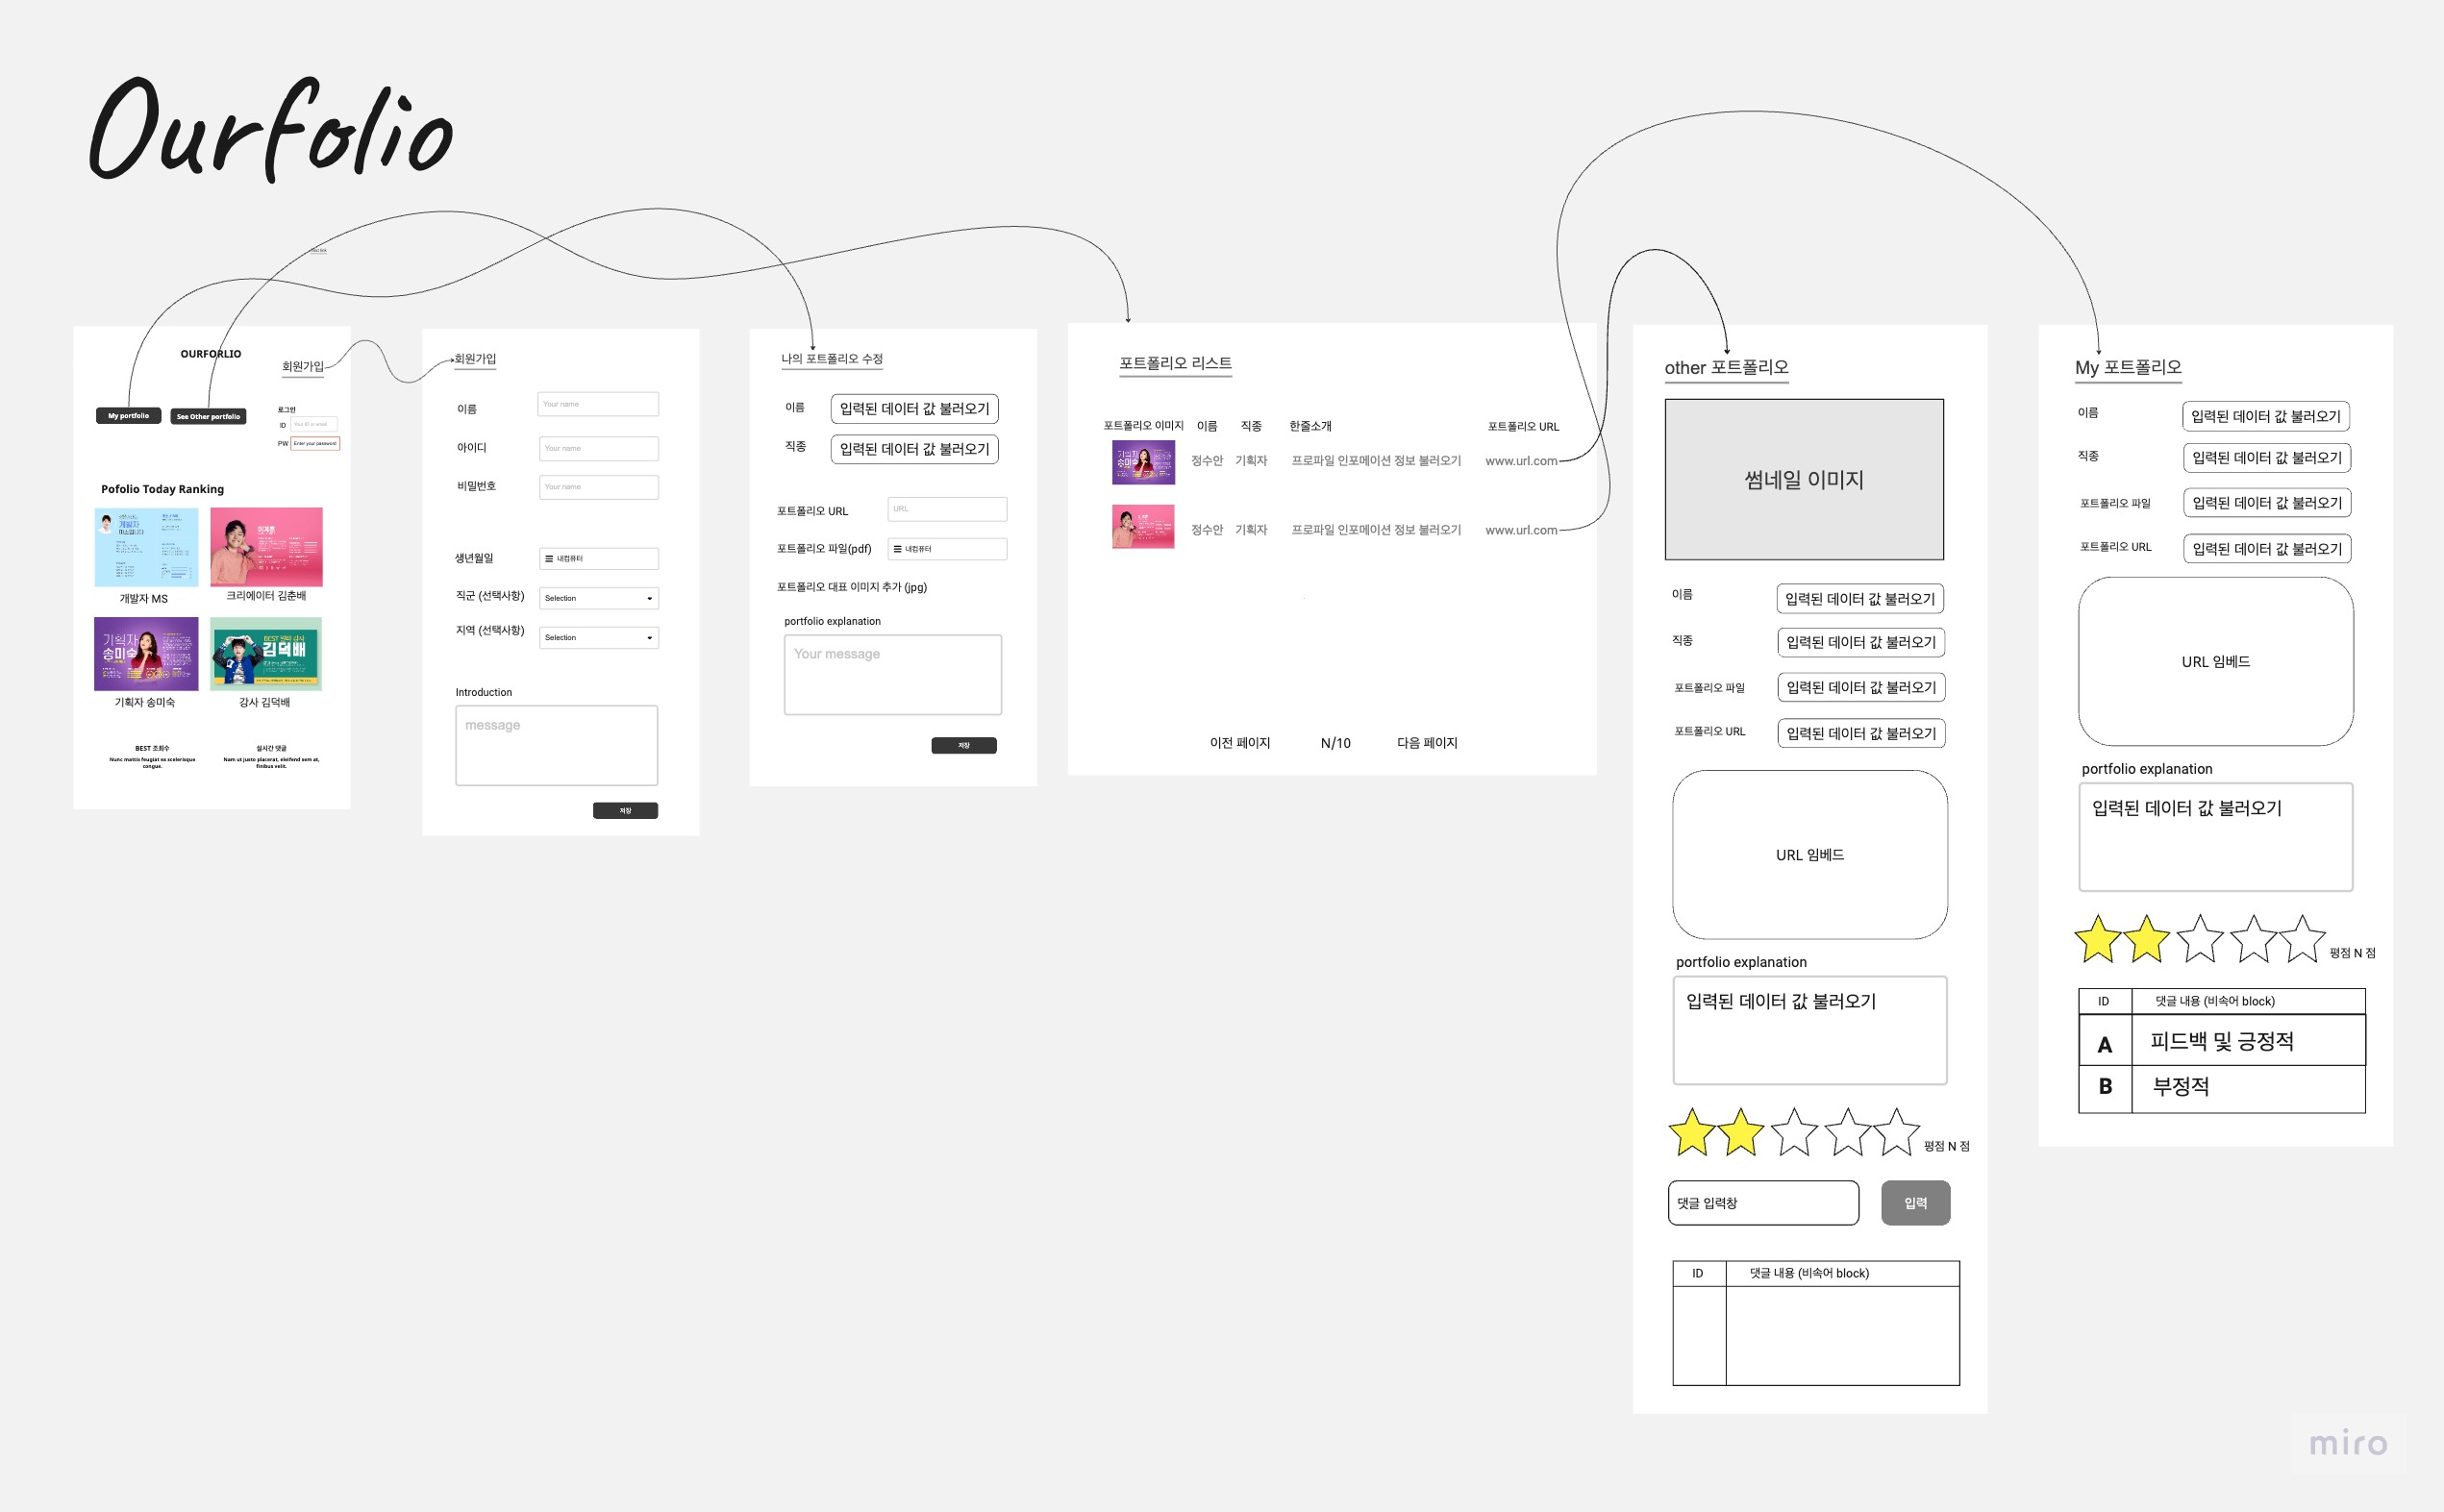 Ourfolio
OURFORLIO
회원가입
My portfolio
See Other portfolio
로그인
ID
Your ID or email
PW
Enter your password
Pofolio Today Ranking
개발자
개발자 MS
크리에이터 김춘배
기획자
송미숙
BEST
강사
김덕배
기획자 송미숙
강사 김덕배
BEST 조회수
Nunc mattis feugiat ex scelerisque
congue.
실시간 댓글
Nam ut justo placerat, eleifend sem at,
finibus velit.
회원가입
이름
Your name
아이디
Your name
비밀번호
Your name
생년월일
내컴퓨터
직군 (선택사항)
Selection
지역 (선택사항)
Selection
Introduction
message
저장
나의 포트폴리오 수정
이름
입력된 데이터 값 불러오기
직종
입력된 데이터 값 불러오기
포트폴리오 URL
URL
포트폴리오 파일(pdf)
내컴퓨터
포트폴리오 대표 이미지 추가 (jpg)
portfolio explanation
Your message
저장
포트폴리오 리스트
포트폴리오 이미지
이름
직종
한줄소개
포트폴리오 URL
정수안
기획자
프로파일 인포메이션 정보 불러오기
www.url.com
정수안
기획자
프로파일 인포메이션 정보 불러오기
www.url.com
이전 페이지
N/10
다음 페이지
other 포트폴리오
썸네일 이미지
이름
입력된 데이터 값 불러오기
직종
입력된 데이터 값 불러오기
포트폴리오 파일
입력된 데이터 값 불러오기
포트폴리오 URL
입력된 데이터 값 불러오기
URL 임베드
portfolio explanation
입력된 데이터 값 불러오기
평점 N 점
댓글 입력창
입력
ID
댓글 내용 (비속어 block)
My 포트폴리오
이름
입력된 데이터 값 불러오기
직종
입력된 데이터 값 불러오기
포트폴리오 파일
입력된 데이터 값 불러오기
포트폴리오 URL
입력된 데이터 값 불러오기
URL 임베드
portfolio explanation
입력된 데이터 값 불러오기
평점 N 점
ID
댓글 내용 (비속어 block)
A
피드백 및 긍정적
B
부정적
miro